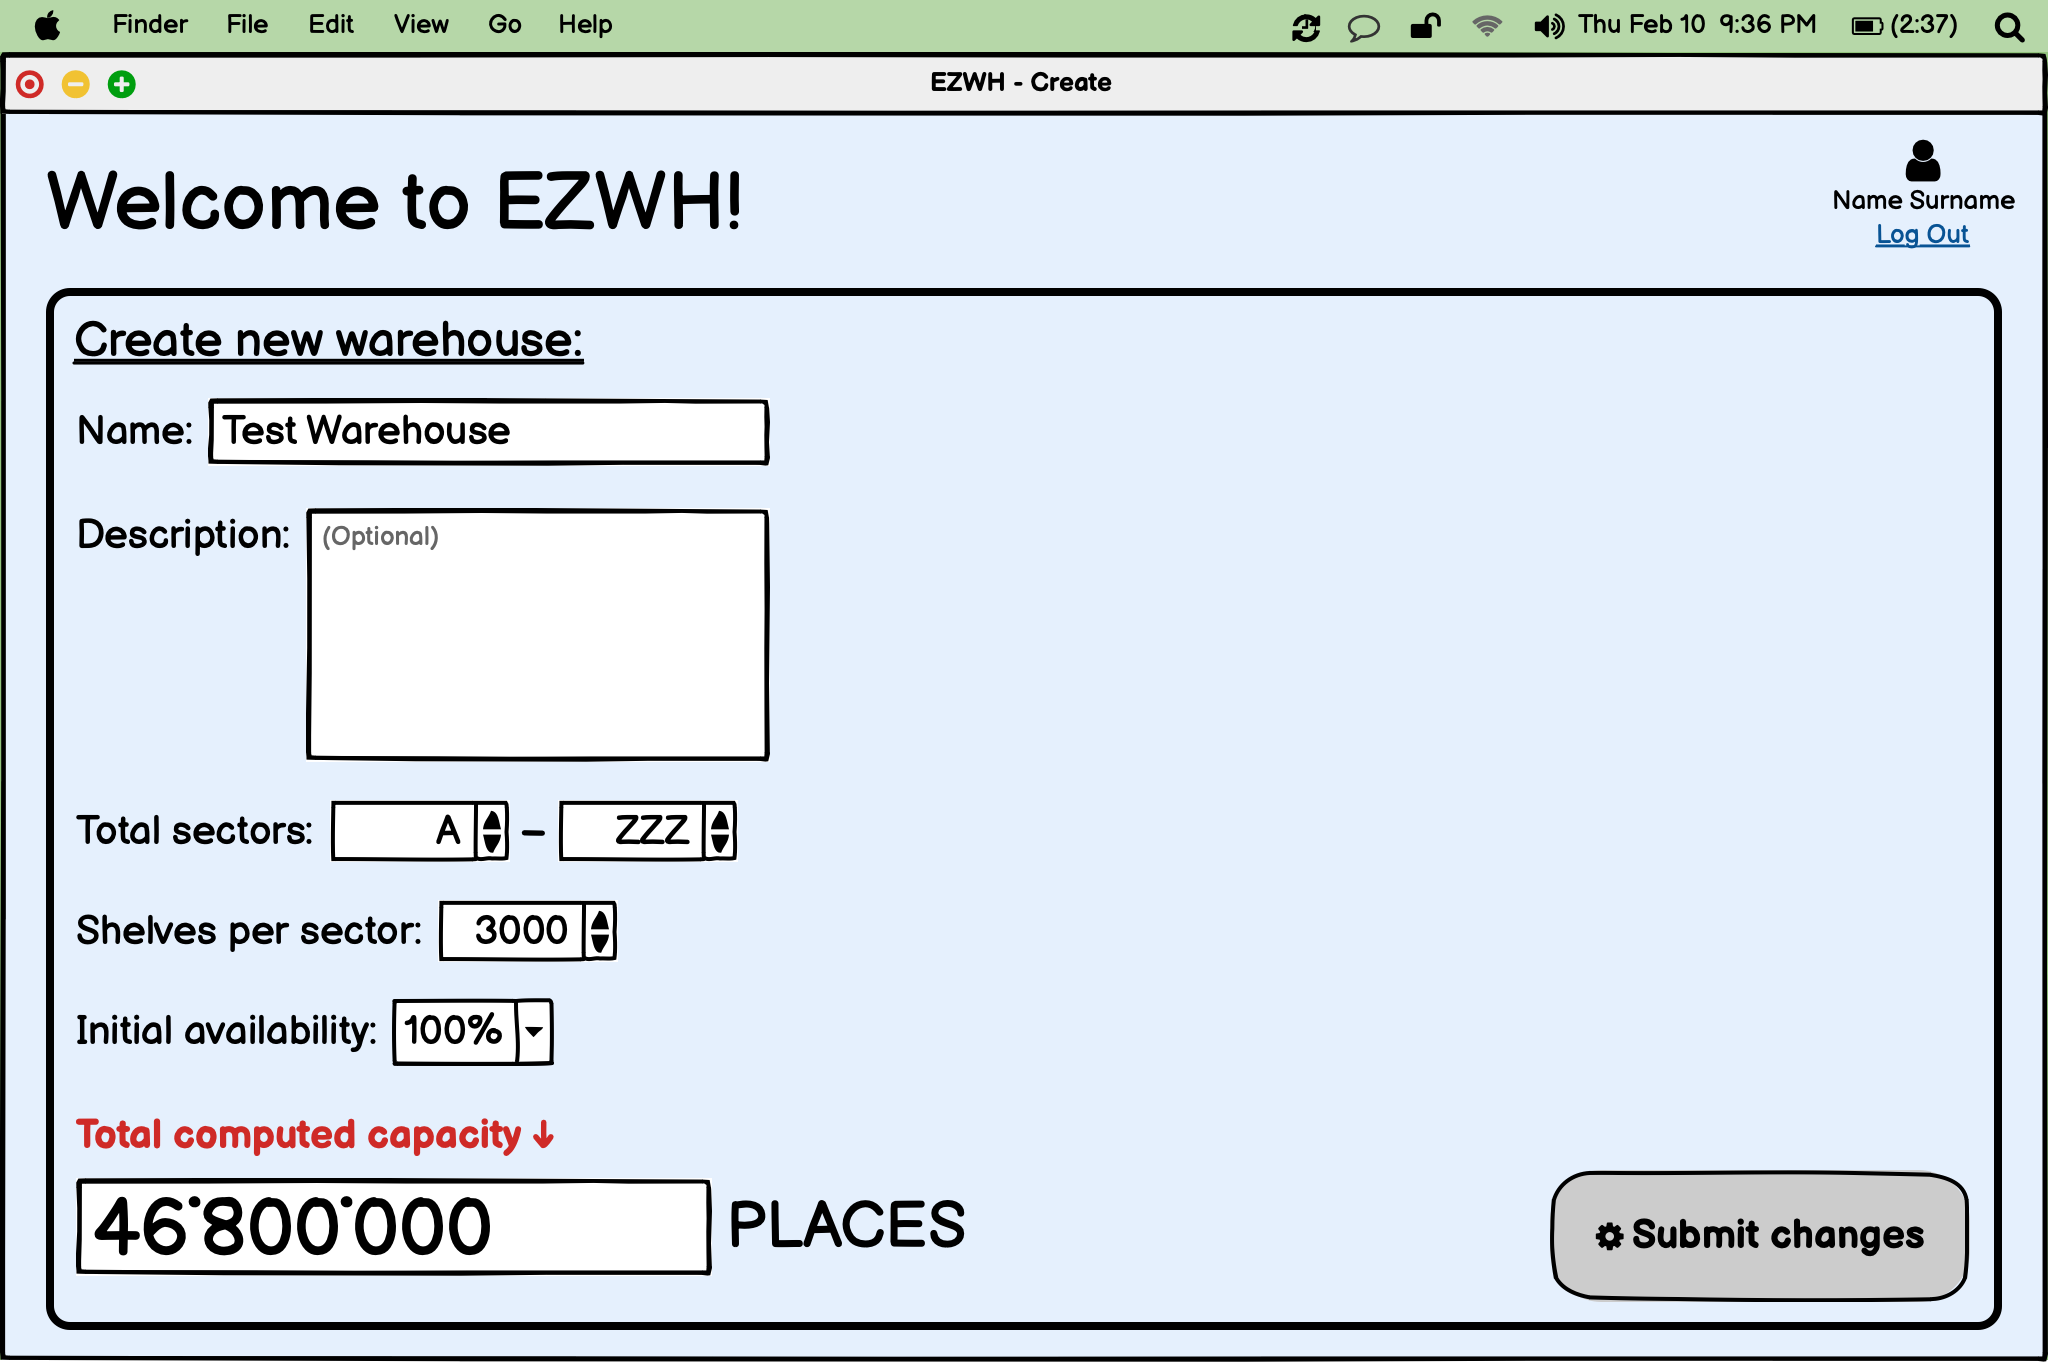 Finder File Edit View Go Help Thu Feb 10 9:36 PM (2:37)
EZWH - Create
Welcome to EZWH!
Name Surname
Log Out
Create new warehouse:
Name: Test Warehouse
Description: (Optional)
Total sectors: A - ZZZ
Shelves per sector: 3000
Initial availability: 100%
Total computed capacity ↓
46˙800˙000 PLACES
Submit changes